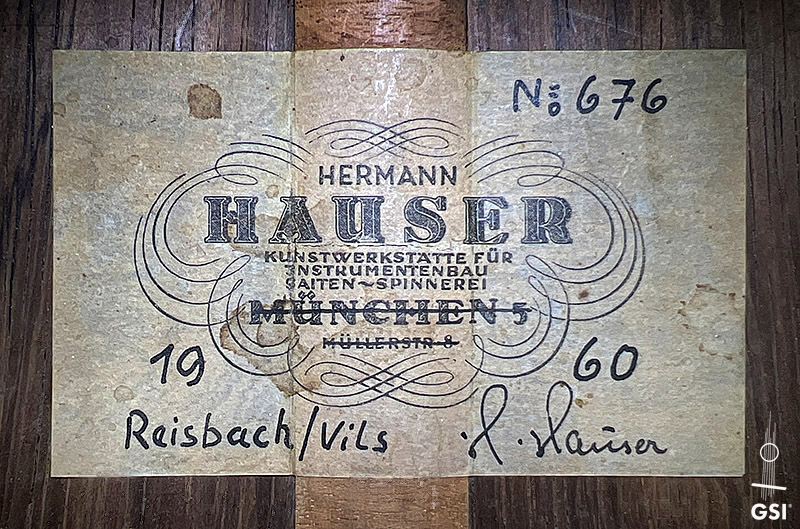 No 676
HERMANN
HAUSER
KUNSTWERKSTÄTTE FÜR
INSTRUMENTENBAU
SAITEN~SPINNEREI
MÜNCHEN 5
MÜLLERSTR. 8
19 60
Reisbach/Vils H. Hauser
GSI